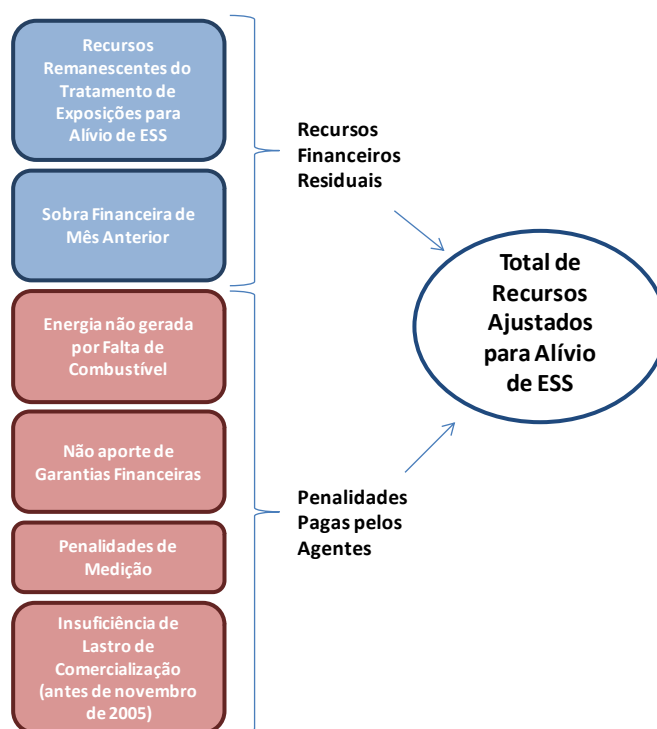 Recursos
Remanescentes do
Tratamento de
Exposições para
Alívio de ESS
Sobra Financeira de
Mês Anterior
Recursos
Financeiros
Residuais
Energia não gerada
por Falta de
Combustível
Não aporte de
Garantias Financeiras
Penalidades de
Medição
Insuficiência de
Lastro de
Comercialização
(antes de novembro
de 2005)
Penalidades
Pagas pelos
Agentes
Total de
Recursos
Ajustados
para Alívio
de ESS